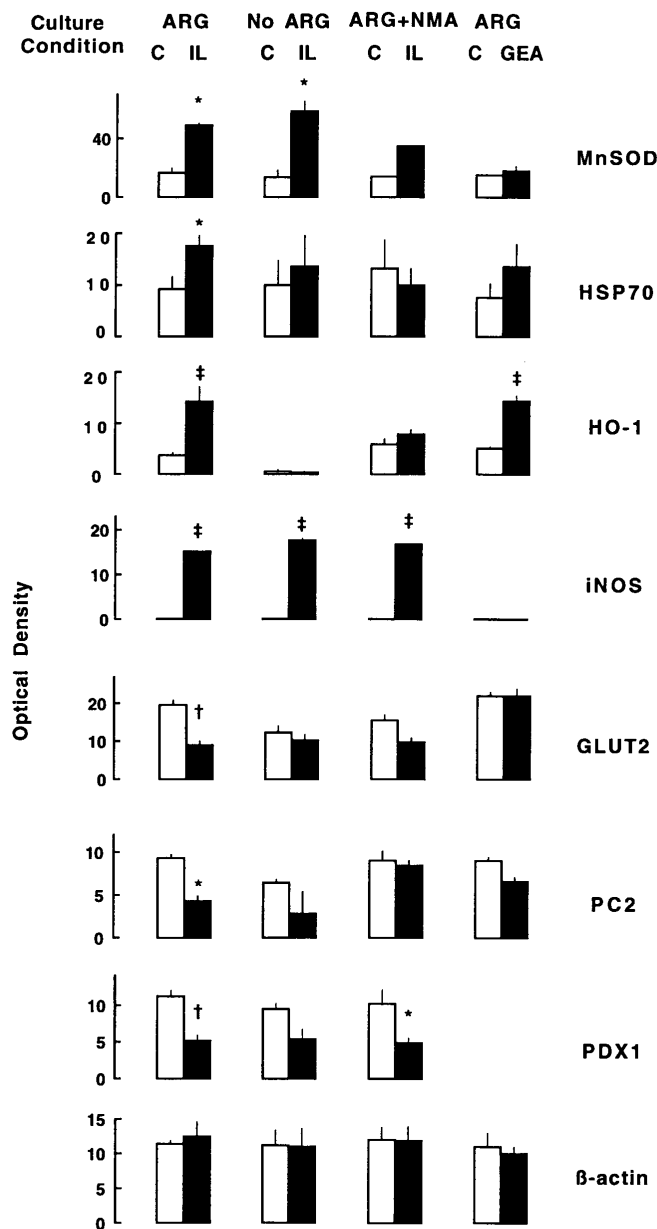 Culture Condition
ARG No ARG ARG+NMA ARG
C IL C IL C IL C GEA
* *
40
0
MnSOD
*
20
10
0
HSP70
‡ ‡
20
10
0
HO-1
‡ ‡ ‡
20
10
0
iNOS
Optical Density
†
20
10
0
GLUT2
*
10
5
0
PC2
† *
10
5
0
PDX1
15
10
5
0
ß-actin